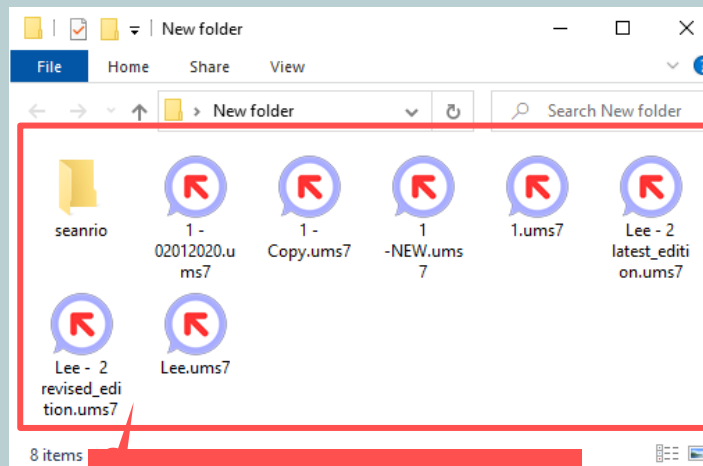 New folder
File Home Share View
New folder
Search New folder
seanrio
1 -
02012020.u
ms7
1 -
Copy.ums7
1
-NEW.ums
7
1.ums7
Lee - 2
latest_editi
on.ums7
Lee - 2
revised_edi
tion.ums7
Lee.ums7
8 items